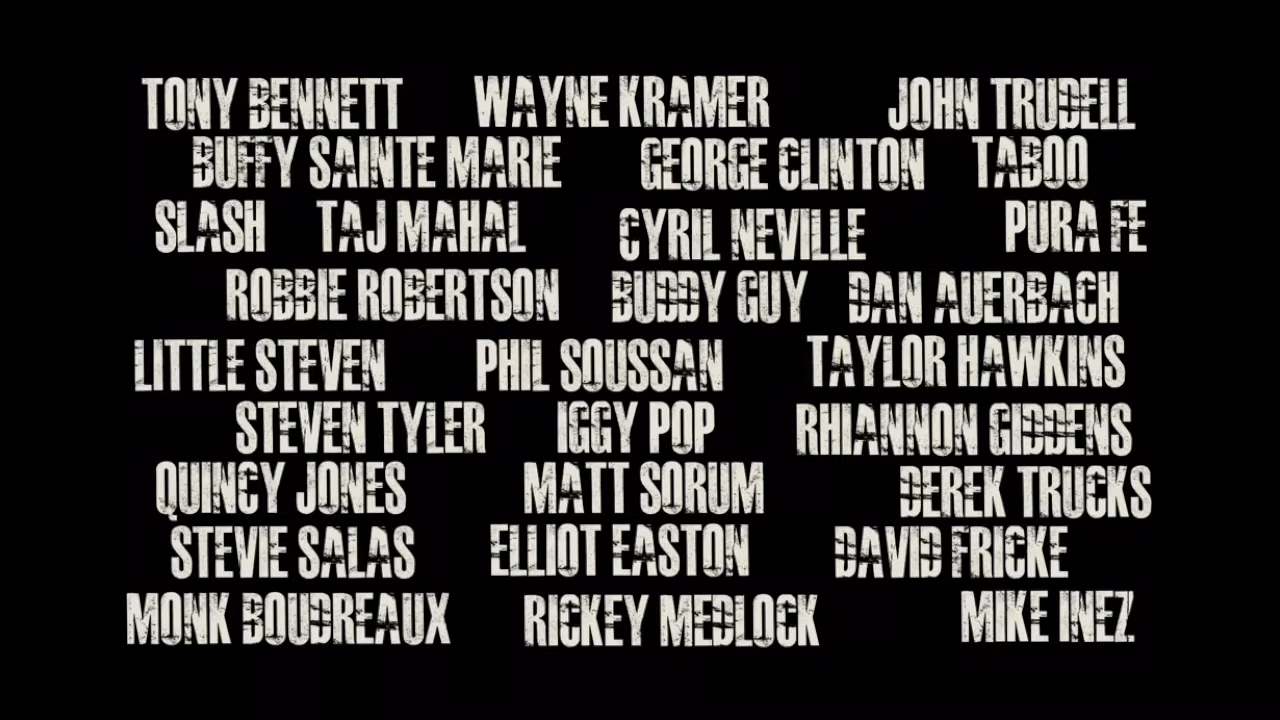 TONY BENNETT WAYNE KRAMER JOHN TRUDELL
BUFFY SAINTE MARIE GEORGE CLINTON TABOO
SLASH TAJ MAHAL CYRIL NEVILLE PURA FE
ROBBIE ROBERTSON BUDDY GUY DAN AUERBACH
LITTLE STEVEN PHIL SOUSSAN TAYLOR HAWKINS
STEVEN TYLER IGGY POP RHIANNON GIDDENS
QUINCY JONES MATT SORUM DEREK TRUCKS
STEVIE SALAS ELLIOT EASTON DAVID FRICKE
MONK BOUDREAUX RICKEY MEDLOCK MIKE INEZ